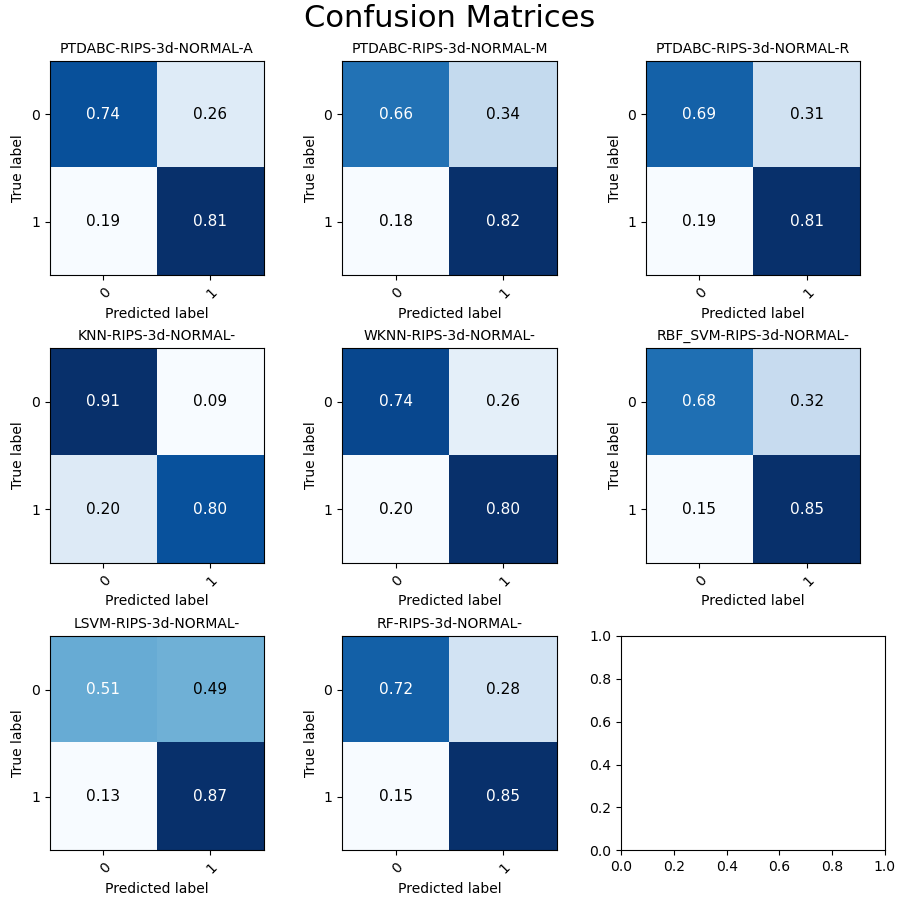 Confusion Matrices
PTDABC-RIPS-3d-NORMAL-A
0.74 0.26
0.19 0.81
0
1
True label
0 1
Predicted label
PTDABC-RIPS-3d-NORMAL-M
0.66 0.34
0.18 0.82
0
1
True label
0 1
Predicted label
PTDABC-RIPS-3d-NORMAL-R
0.69 0.31
0.19 0.81
0
1
True label
0 1
Predicted label
KNN-RIPS-3d-NORMAL-
0.91 0.09
0.20 0.80
0
1
True label
0 1
Predicted label
WKNN-RIPS-3d-NORMAL-
0.74 0.26
0.20 0.80
0
1
True label
0 1
Predicted label
RBF_SVM-RIPS-3d-NORMAL-
0.68 0.32
0.15 0.85
0
1
True label
0 1
Predicted label
LSVM-RIPS-3d-NORMAL-
0.51 0.49
0.13 0.87
0
1
True label
0 1
Predicted label
RF-RIPS-3d-NORMAL-
0.72 0.28
0.15 0.85
0
1
True label
0 1
Predicted label
1.0
0.8
0.6
0.4
0.2
0.0
0.0 0.2 0.4 0.6 0.8 1.0